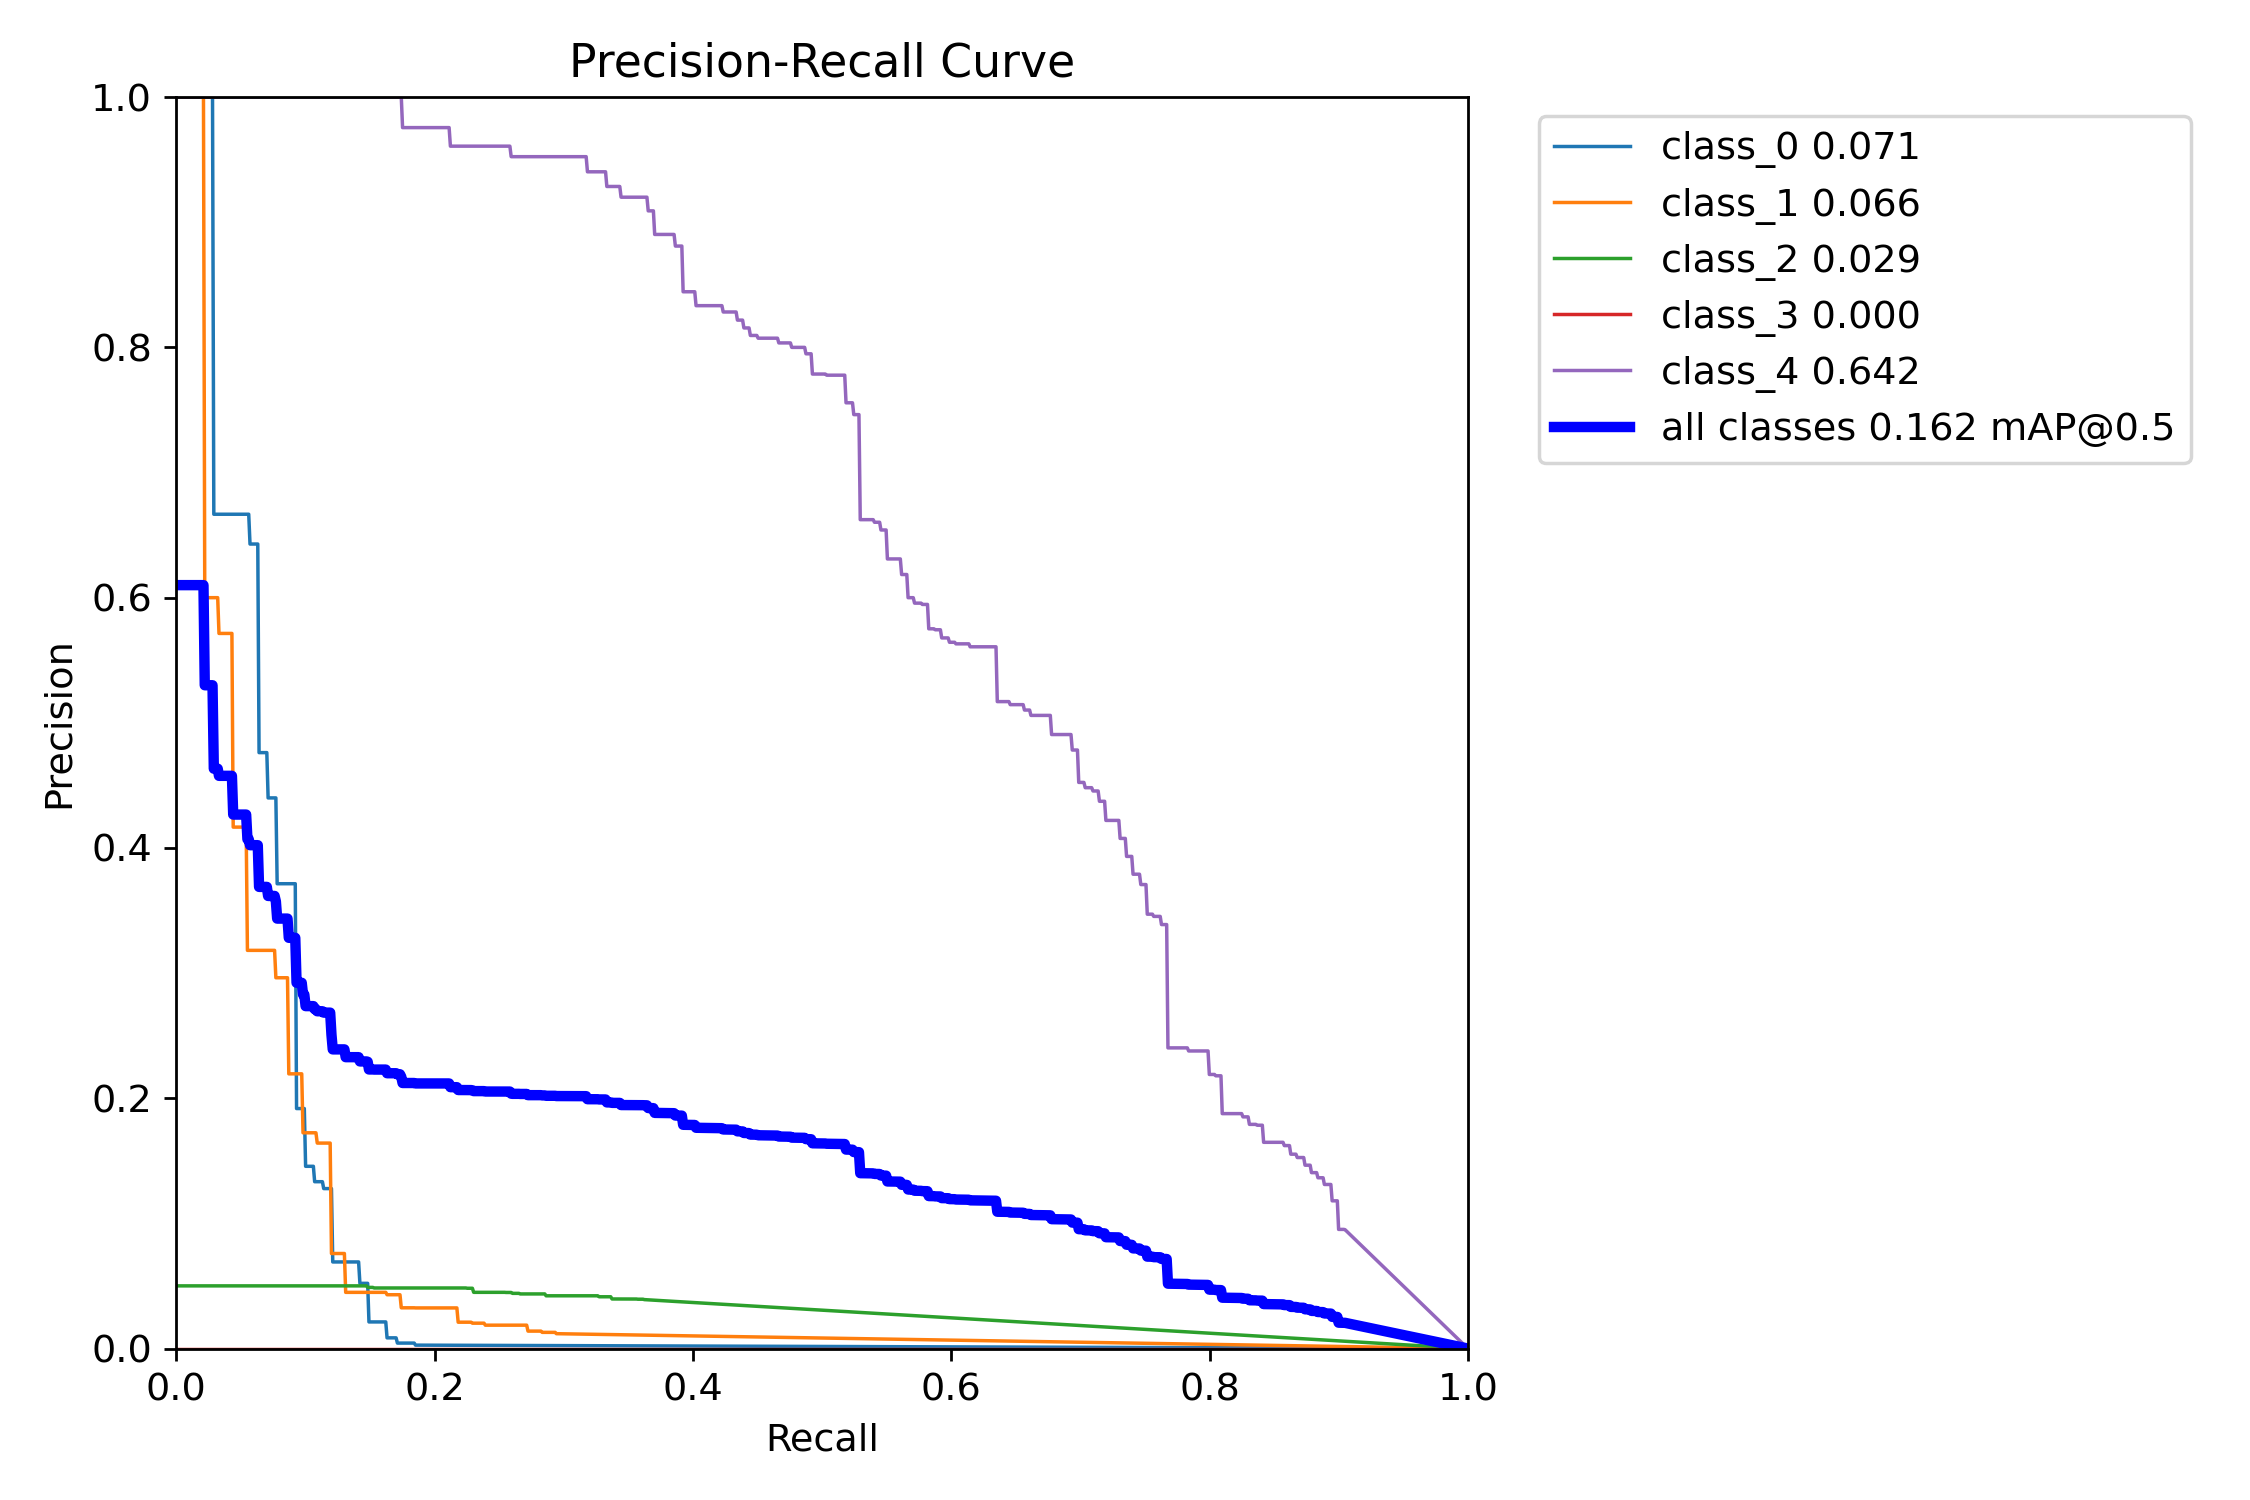 Precision-Recall Curve
1.0
0.8
0.6
0.4
0.2
0.0
Precision
0.0 0.2 0.4 0.6 0.8 1.0
Recall
class_0 0.071
class_1 0.066
class_2 0.029
class_3 0.000
class_4 0.642
all classes 0.162 mAP@0.5